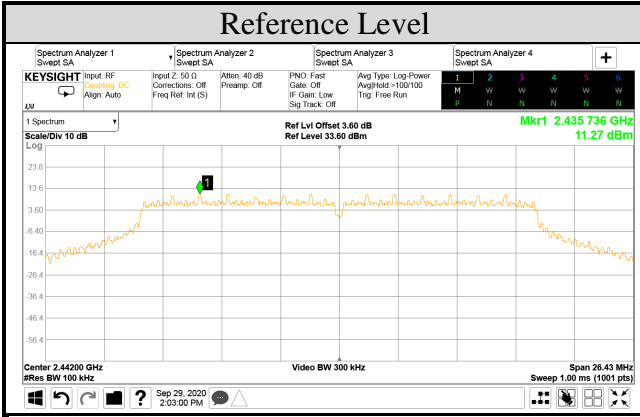 Reference Level
Spectrum Analyzer 1
Swept SA
Spectrum Analyzer 2
Swept SA
Spectrum Analyzer 3
Swept SA
Spectrum Analyzer 4
Swept SA
+
KEYSIGHT
Input: RF
Coupling: DC
Align: Auto
Input Z: 50 Ω
Corrections: Off
Freq Ref: Int (S)
Atten: 40 dB
Preamp: Off
PNO: Fast
Gate: Off
IF Gain: Low
Sig Track: Off
Avg Type: Log-Power
Avg|Hold:>100/100
Trig: Free Run
1 2 3 4 5 6
M W W W W W
P N N N N N
LXI
1 Spectrum
Scale/Div 10 dB
Ref Lvl Offset 3.60 dB
Ref Level 33.60 dBm
Mkr1 2.435 736 GHz
11.27 dBm
Log
23.6
13.6
3.60
-6.40
-16.4
-26.4
-36.4
-46.4
-56.4
1
Center 2.44200 GHz
#Res BW 100 kHz
Video BW 300 kHz
Span 26.43 MHz
Sweep 1.00 ms (1001 pts)
?
Sep 29, 2020
2:03:00 PM